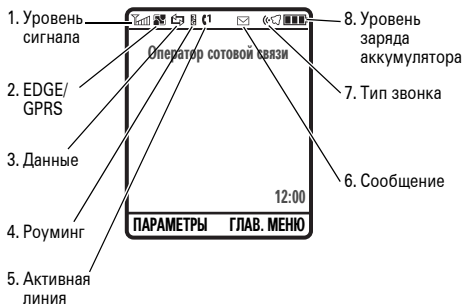 1. Уровень
сигнала
2. EDGE/
GPRS
3. Данные
4. Роуминг
5. Активная
линия
Оператор сотовой связи
12:00
ПАРАМЕТРЫ ГЛАВ. МЕНЮ
8. Уровень
заряда
аккумулятора
7. Тип звонка
6. Сообщение